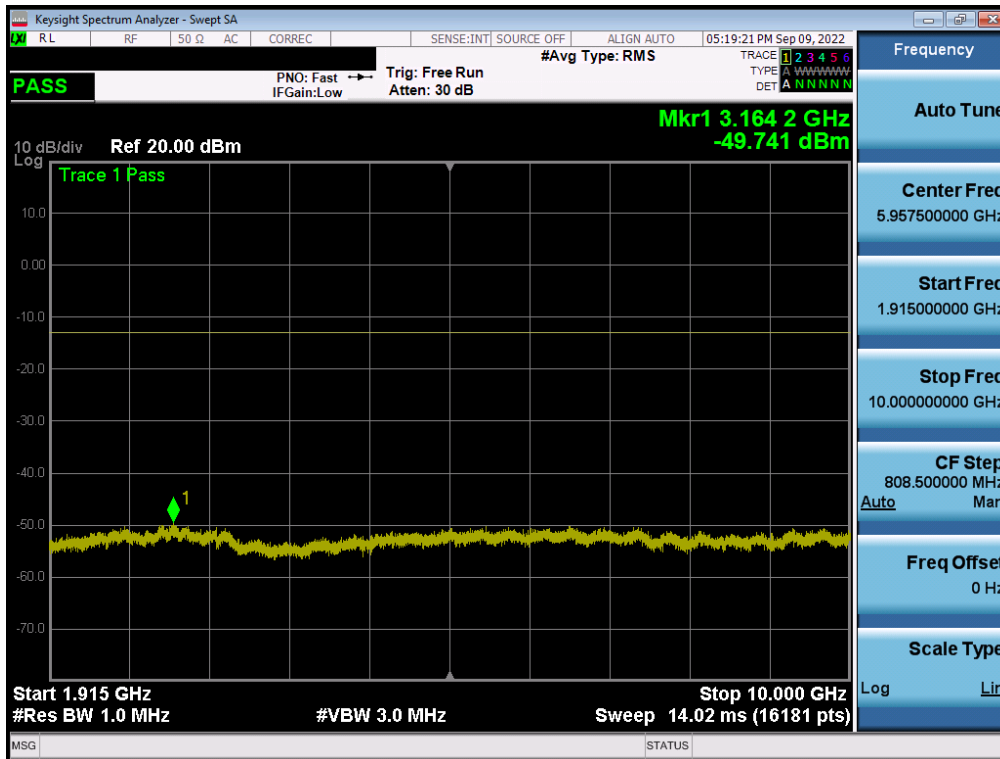 Keysight Spectrum Analyzer - Swept SA
LXI RL RF 50 Ω AC CORREC SENSE:INT SOURCE OFF ALIGN AUTO 05:19:21 PM Sep 09, 2022
#Avg Type: RMS
TRACE 1 2 3 4 5 6
TYPE A WWWWW
DET A N N N N N
PASS
PNO: Fast
IFGain:Low
Trig: Free Run
Atten: 30 dB
Mkr1 3.164 2 GHz
-49.741 dBm
10 dB/div Ref 20.00 dBm
Log
Trace 1 Pass
10.0
0.00
-10.0
-20.0
-30.0
-40.0
1
-50.0
-60.0
-70.0
Start 1.915 GHz Stop 10.000 GHz
#Res BW 1.0 MHz #VBW 3.0 MHz Sweep 14.02 ms (16181 pts)
MSG STATUS
Frequency
Auto Tune
Center Freq
5.957500000 GHz
Start Freq
1.915000000 GHz
Stop Freq
10.000000000 GHz
CF Step
808.500000 MHz
Auto Man
Freq Offset
0 Hz
Scale Type
Log Lin